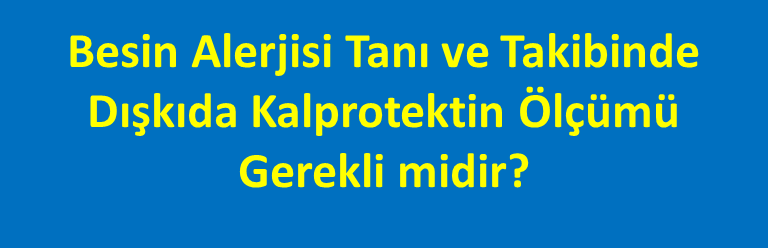 Besin Alerjisi Tanı ve Takibinde
Dışkıda Kalprotektin Ölçümü
Gerekli midir?